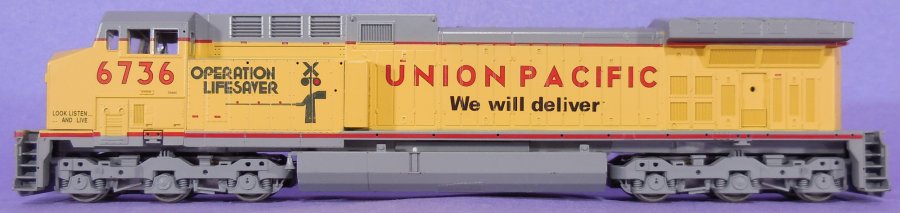 6736
OPERATION
LIFESAVER
LOOK LISTEN...
... AND LIVE
UNION PACIFIC
We will deliver